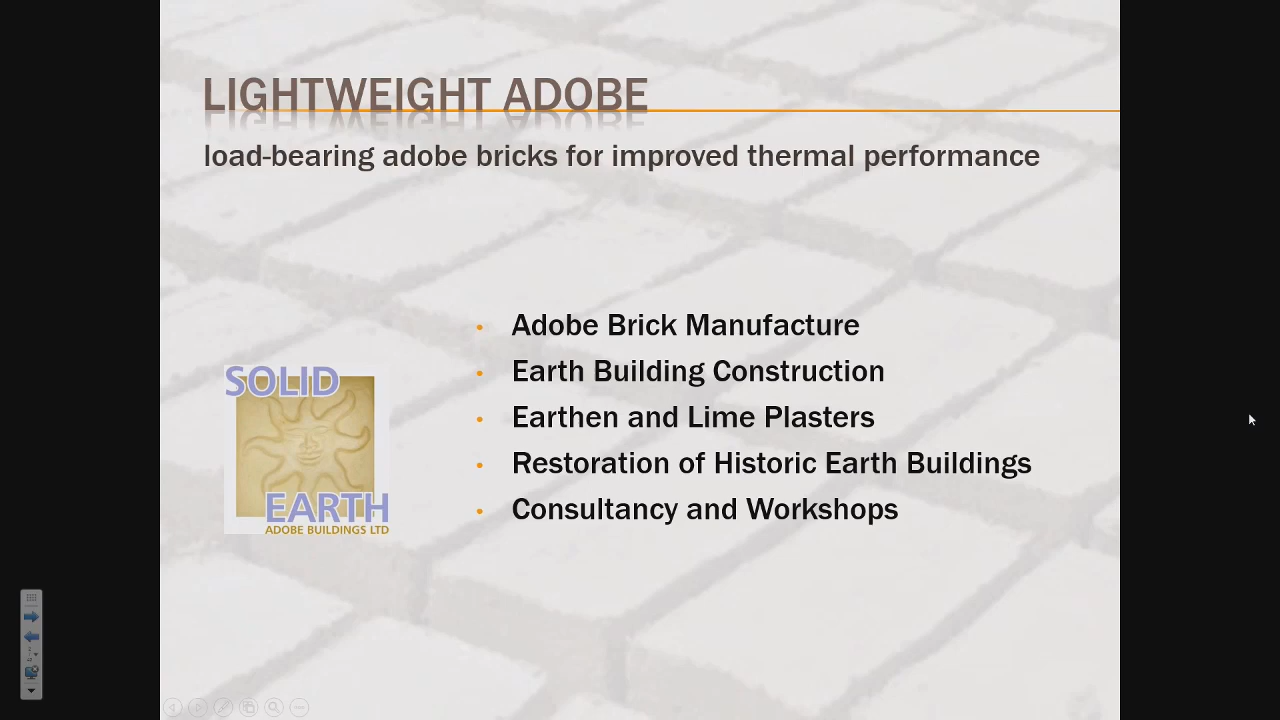 LIGHTWEIGHT ADOBE
load-bearing adobe bricks for improved thermal performance
• Adobe Brick Manufacture
• Earth Building Construction
• Earthen and Lime Plasters
• Restoration of Historic Earth Buildings
• Consultancy and Workshops
SOLID
EARTH
ADOBE BUILDINGS LTD